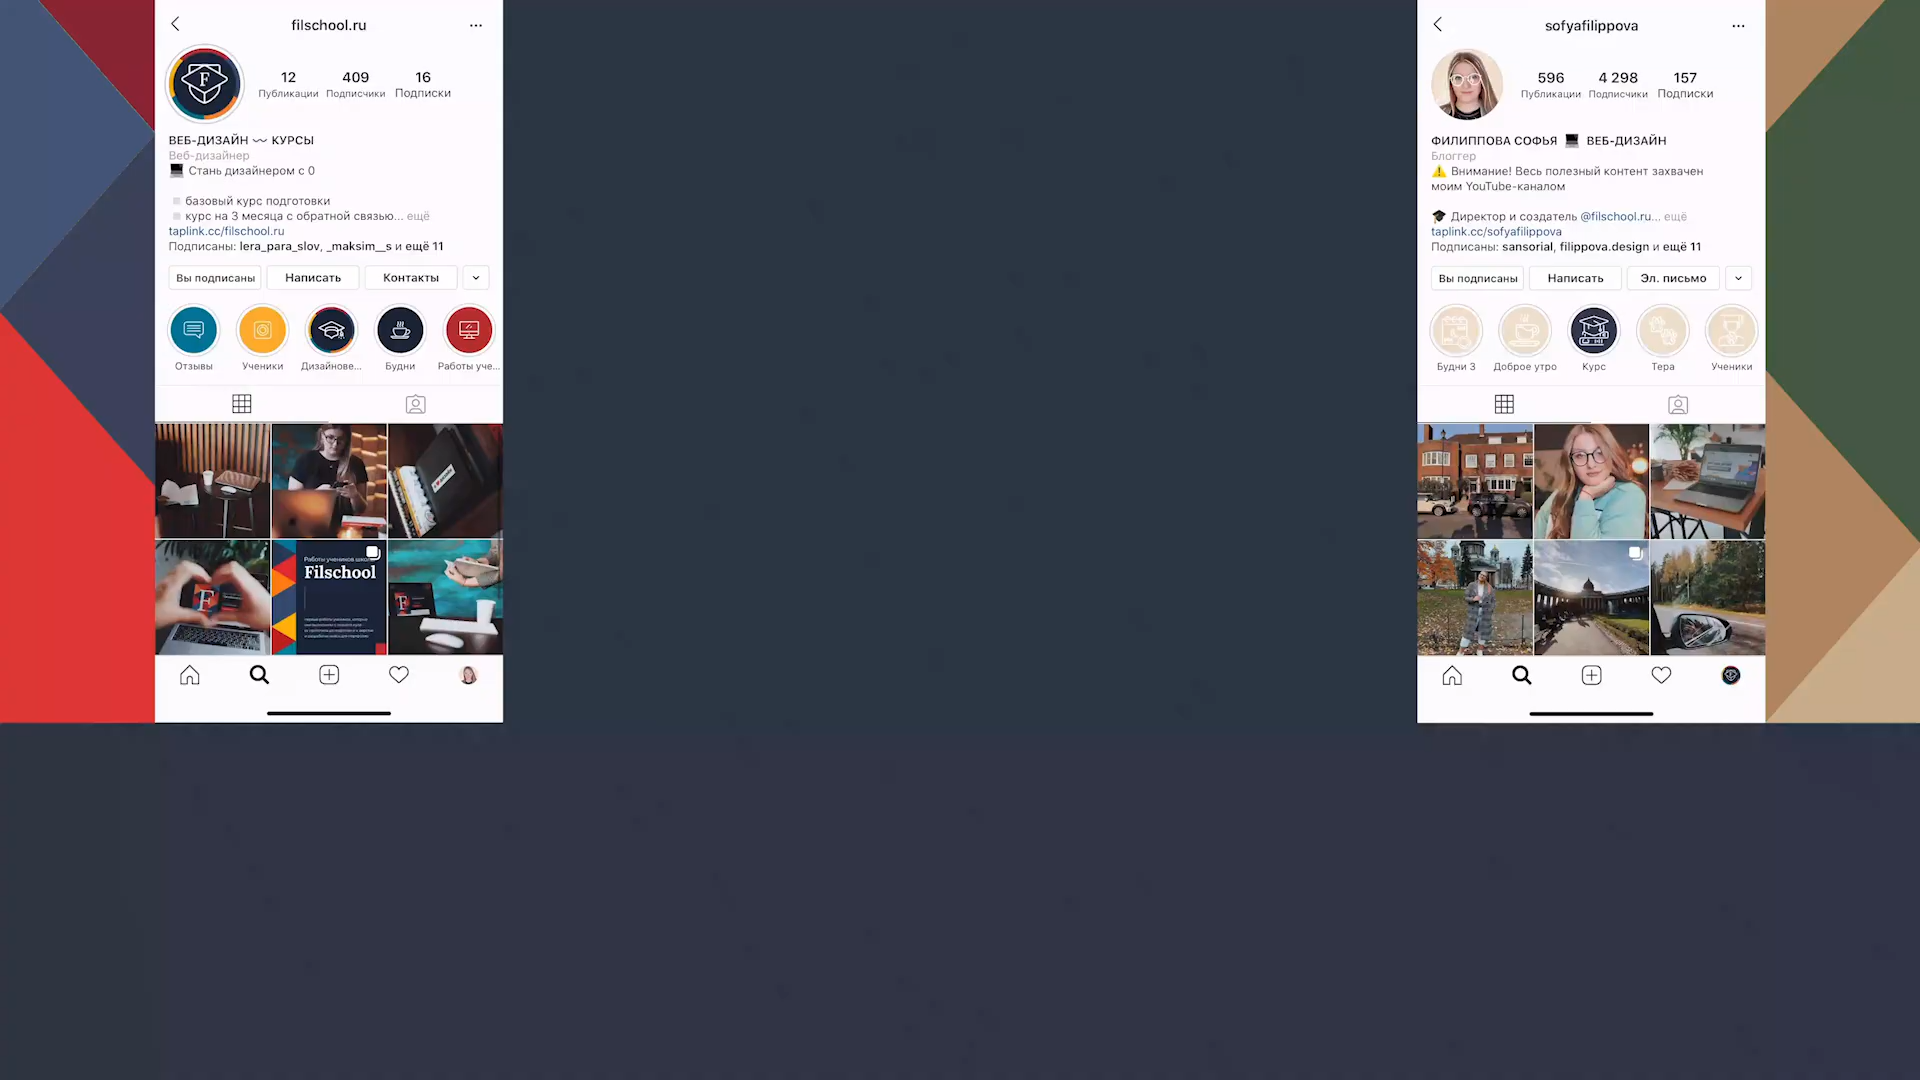 filschool.ru
12 409 16
Публикации Подписчики Подписки
ВЕБ-ДИЗАЙН 〰 КУРСЫ
Веб-дизайнер
Стань дизайнером с 0
базовый курс подготовки
курс на 3 месяца с обратной связью... ещё
taplink.cc/filschool.ru
Подписаны: lera_para_slov, _maksim__s и ещё 11
Вы подписаны Написать Контакты
Отзывы Ученики Дизайнове... Будни Работы уче...
Работы учеников школы
Filschool
sofyafilippova
596 4 298 157
Публикации Подписчики Подписки
ФИЛИППОВА СОФЬЯ 💻 ВЕБ-ДИЗАЙН
Блоггер
⚠️ Внимание! Весь полезный контент захвачен
моим YouTube-каналом
🎓 Директор и создатель @filschool.ru... ещё
taplink.cc/sofyafilippova
Подписаны: sansorial, filippova.design и ещё 11
Вы подписаны Написать Эл. письмо
Будни 3 Доброе утро Курс Тера Ученики